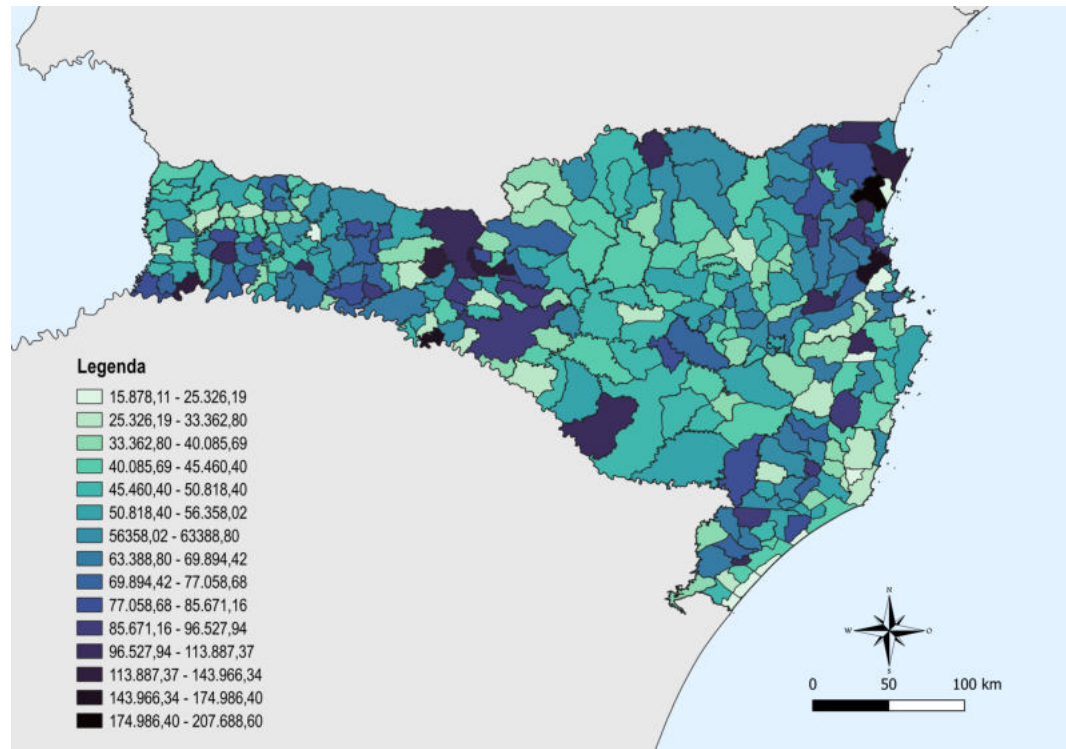 Legenda
15.878,11 - 25.326,19
25.326,19 - 33.362,80
33.362,80 - 40.085,69
40.085,69 - 45.460,40
45.460,40 - 50.818,40
50.818,40 - 56.358,02
56358,02 - 63388,80
63.388,80 - 69.894,42
69.894,42 - 77.058,68
77.058,68 - 85.671,16
85.671,16 - 96.527,94
96.527,94 - 113.887,37
113.887,37 - 143.966,34
143.966,34 - 174.986,40
174.986,40 - 207.688,60
N
W O
S
0 50 100 km